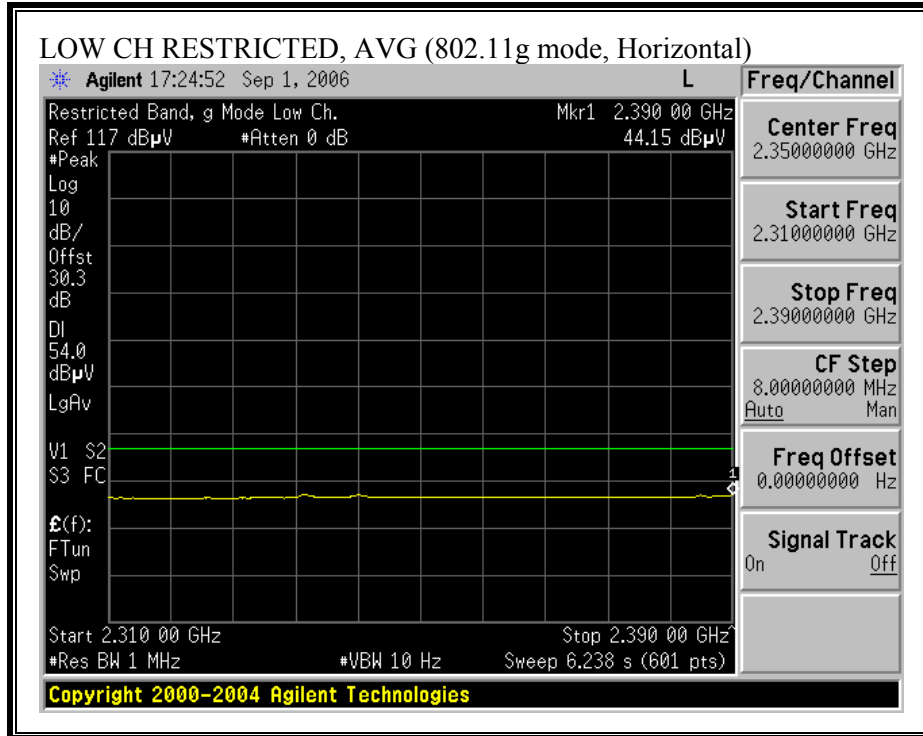 LOW CH RESTRICTED, AVG (802.11g mode, Horizontal)
Agilent 17:24:52 Sep 1, 2006 L
Freq/Channel
Restricted Band, g Mode Low Ch. Mkr1 2.390 00 GHz
Ref 117 dBµV #Atten 0 dB 44.15 dBµV
#Peak
Log
10
dB/
Offst
30.3
dB
DI
54.0
dBµV
LgAv
V1 S2
S3 FC
£(f):
FTun
Swp
1
Start 2.310 00 GHz Stop 2.390 00 GHz^
#Res BW 1 MHz #VBW 10 Hz Sweep 6.238 s (601 pts)
Center Freq
2.35000000 GHz
Start Freq
2.31000000 GHz
Stop Freq
2.39000000 GHz
CF Step
8.00000000 MHz
Auto Man
Freq Offset
0.00000000 Hz
Signal Track
On Off
Copyright 2000-2004 Agilent Technologies